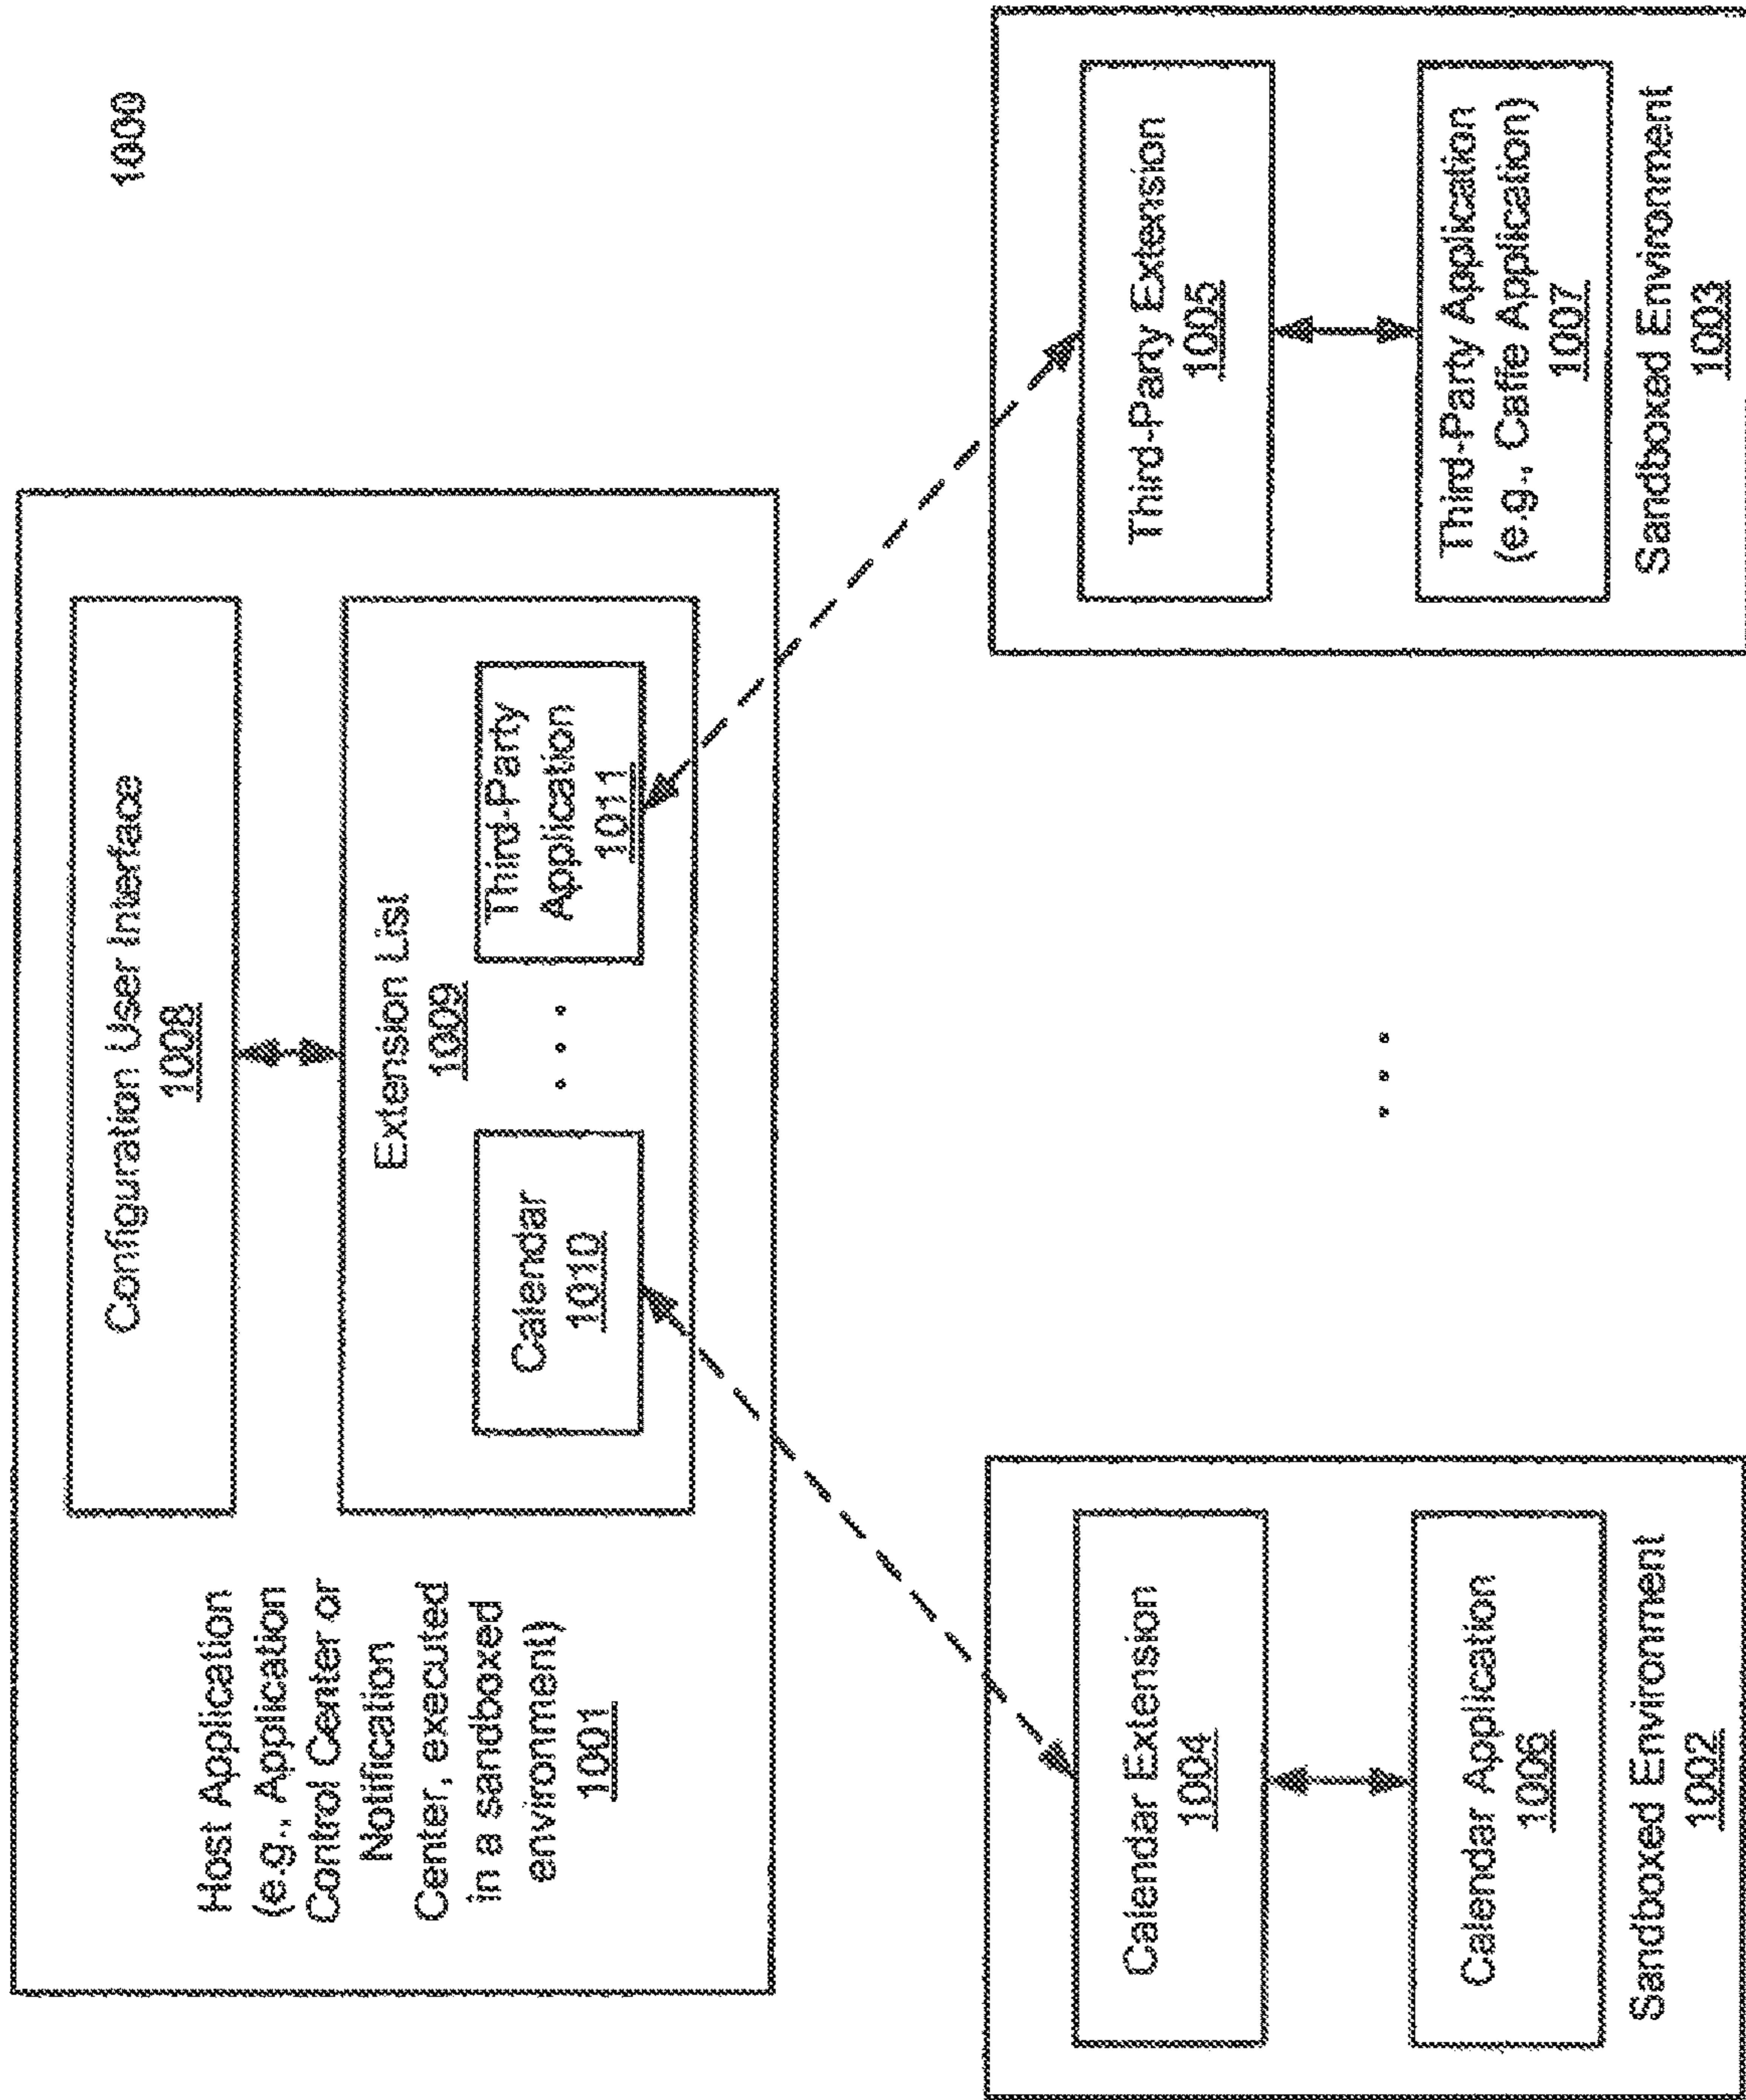 1000
Configuration User Interface
1008
Host Application
(e.g., Application
Control Center or
Notification
Center, executed
in a sandboxed
environment)
1001
Extension List
1009
Calendar
1010
Third-Party
Application
1011
Calendar Extension
1004
Calendar Application
1006
Sandboxed Environment
1002
Third-Party Extension
1005
Third-Party Application
(e.g., Caffe Application)
1007
Sandboxed Environment
1003